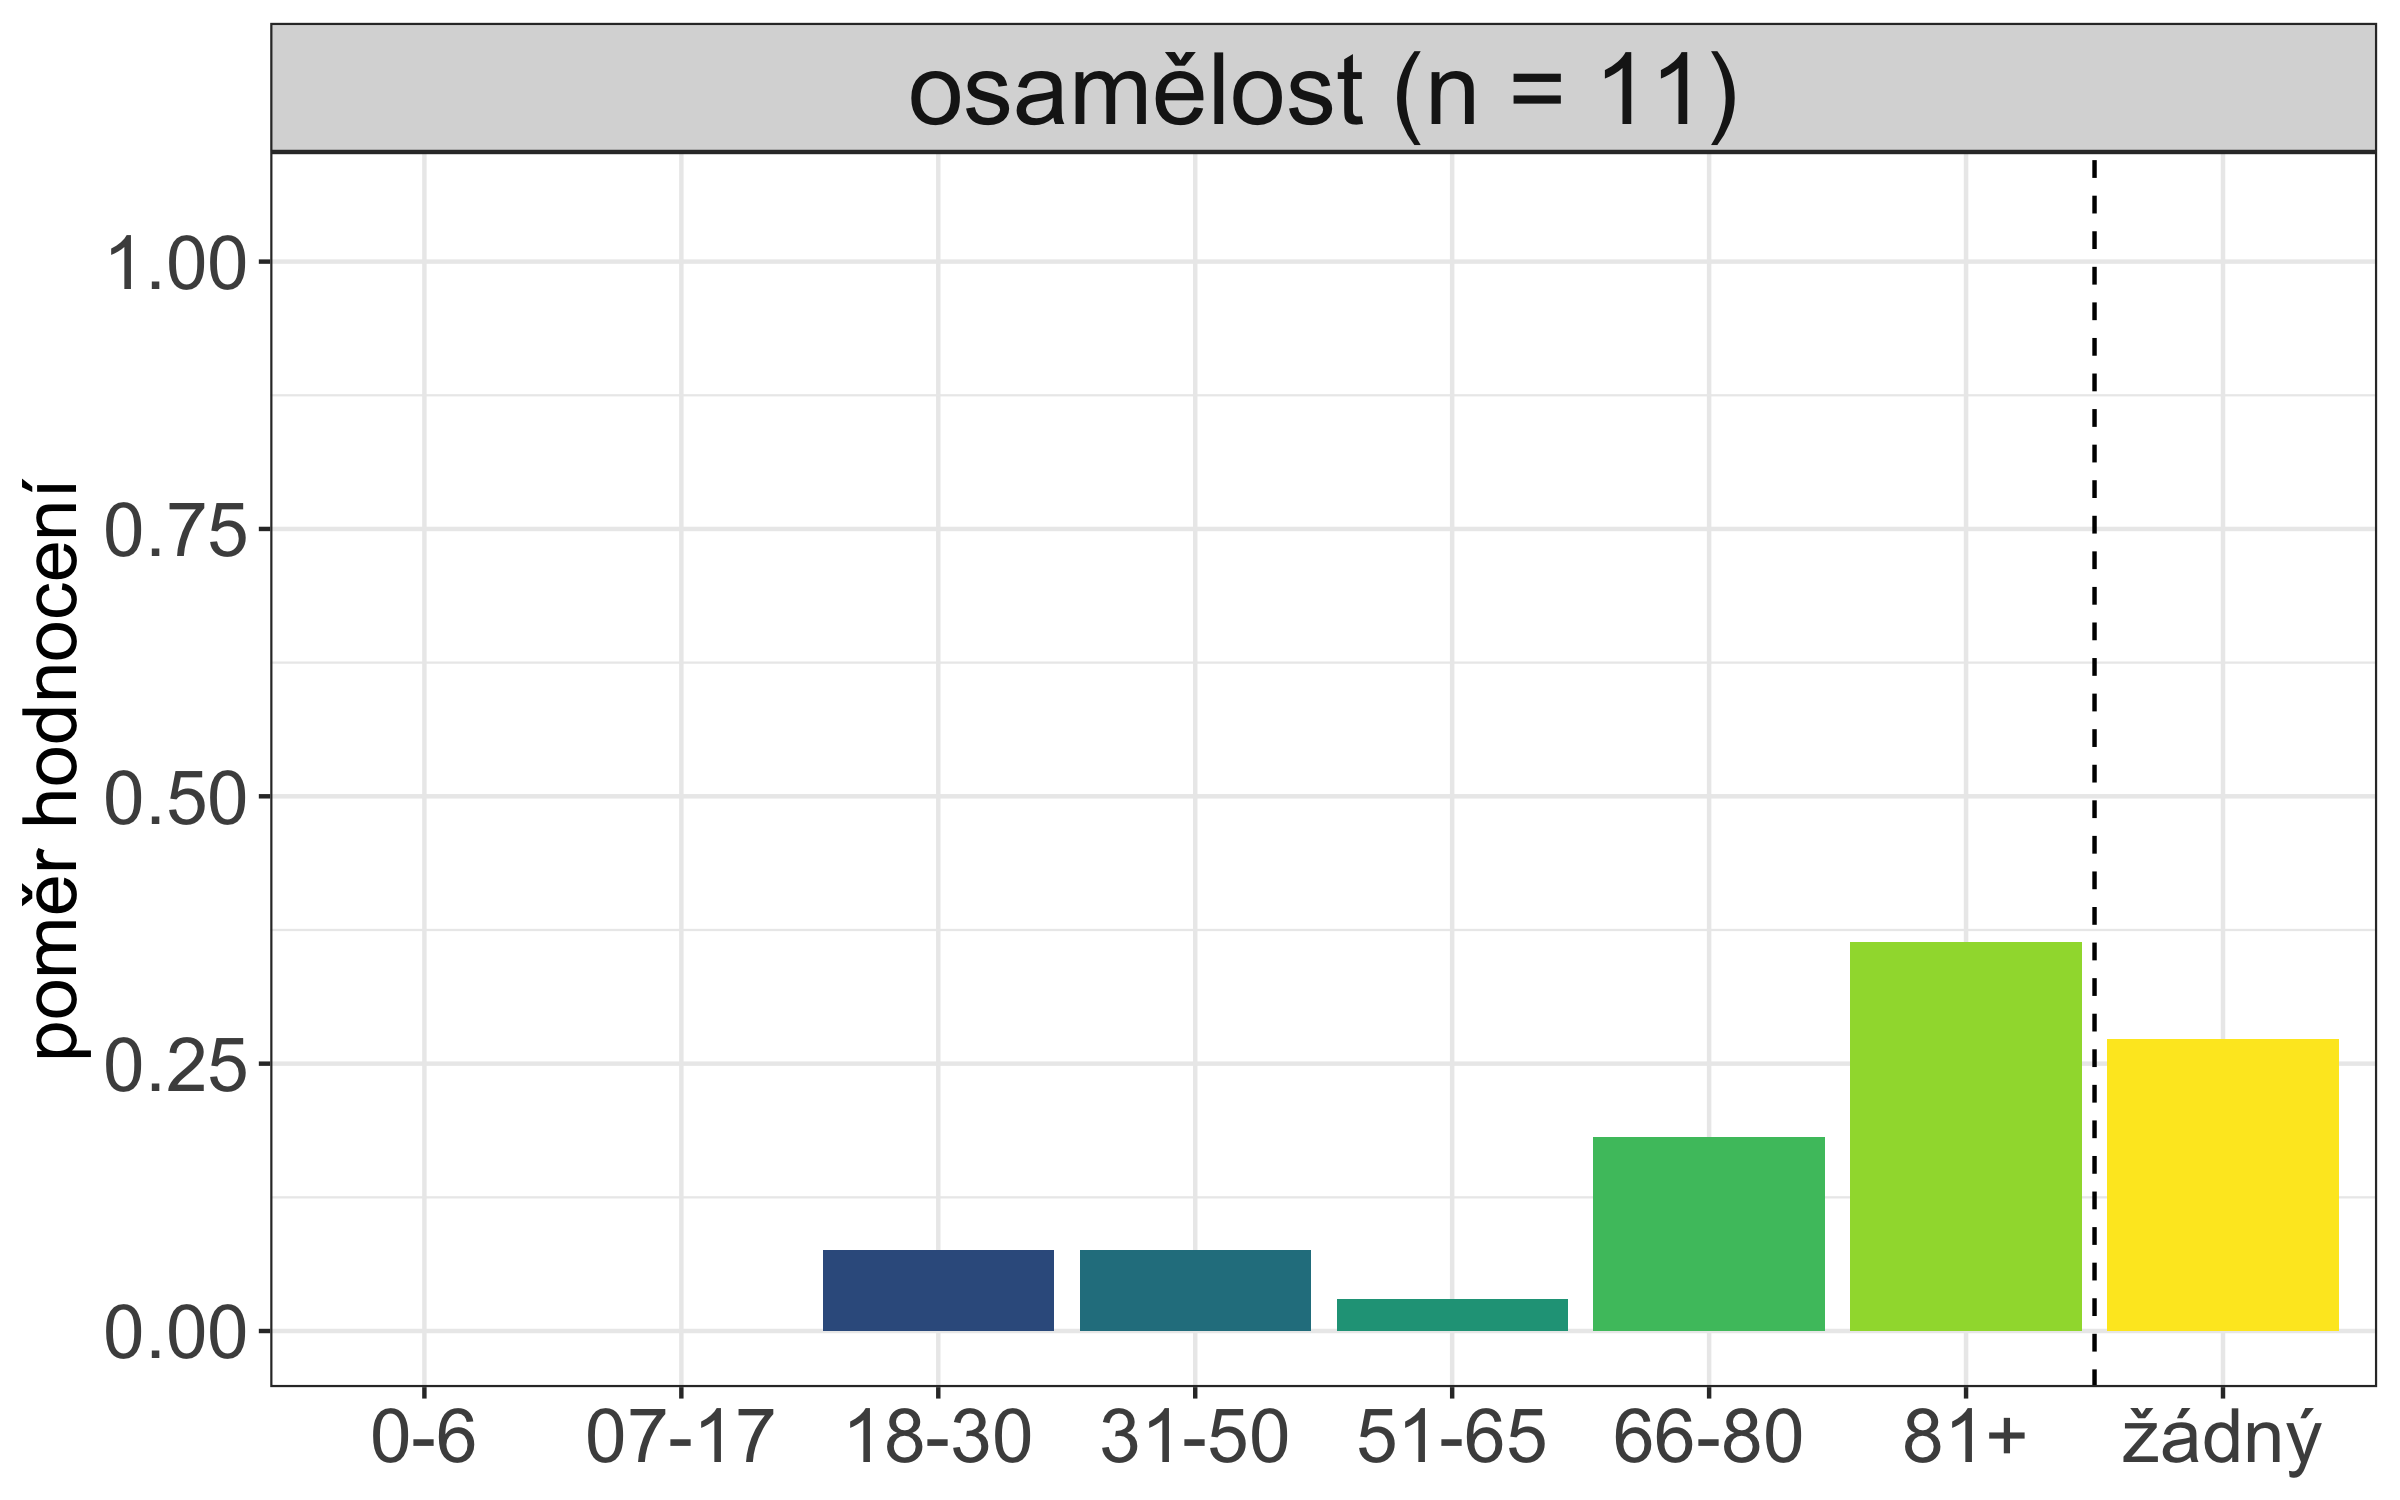 osamělost (n = 11)
poměr hodnocení
1.00
0.75
0.50
0.25
0.00
0-6 07-17 18-30 31-50 51-65 66-80 81+ žádný